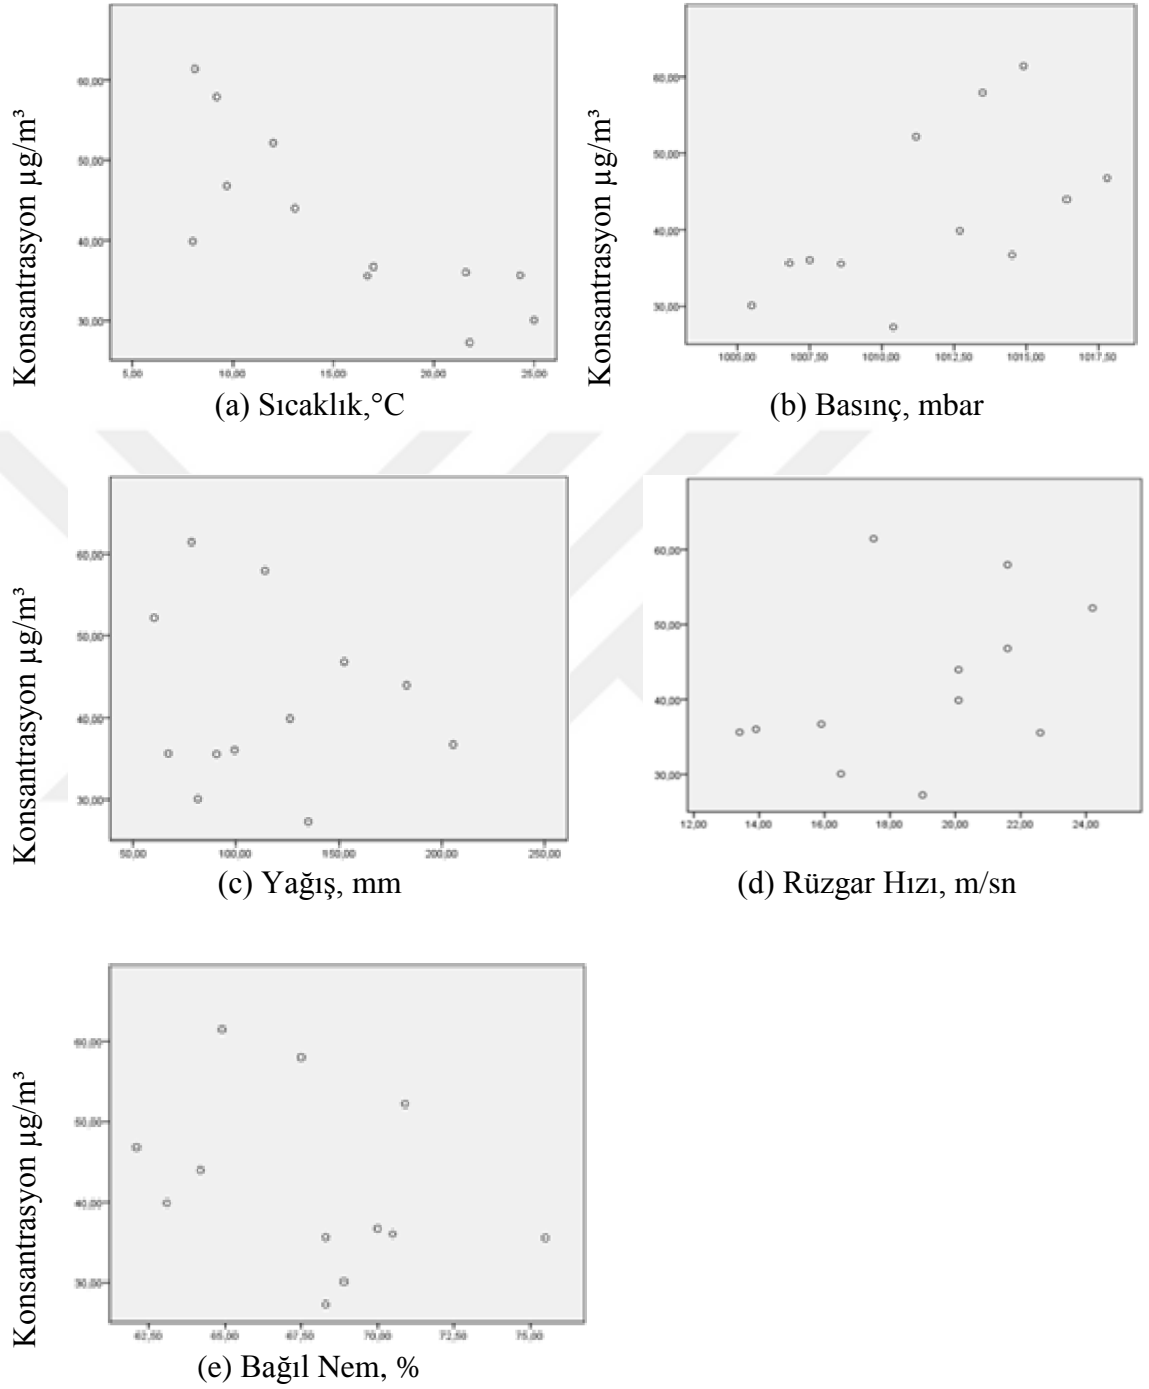 60,00
50,00
40,00
30,00
5,00 10,00 15,00 20,00 25,00
Konsantrasyon µg/m³
(a) Sıcaklık,°C
60,00
50,00
40,00
30,00
1005,00 1007,50 1010,00 1012,50 1015,00 1017,50
Konsantrasyon µg/m³
(b) Basınç, mbar
60,00
50,00
40,00
30,00
50,00 100,00 150,00 200,00 250,00
Konsantrasyon µg/m³
(c) Yağış, mm
60,00
50,00
40,00
30,00
12,00 14,00 16,00 18,00 20,00 22,00 24,00
(d) Rüzgar Hızı, m/sn
60,00
50,00
40,00
30,00
62,50 65,00 67,50 70,00 72,50 75,00
Konsantrasyon µg/m³
(e) Bağıl Nem, %